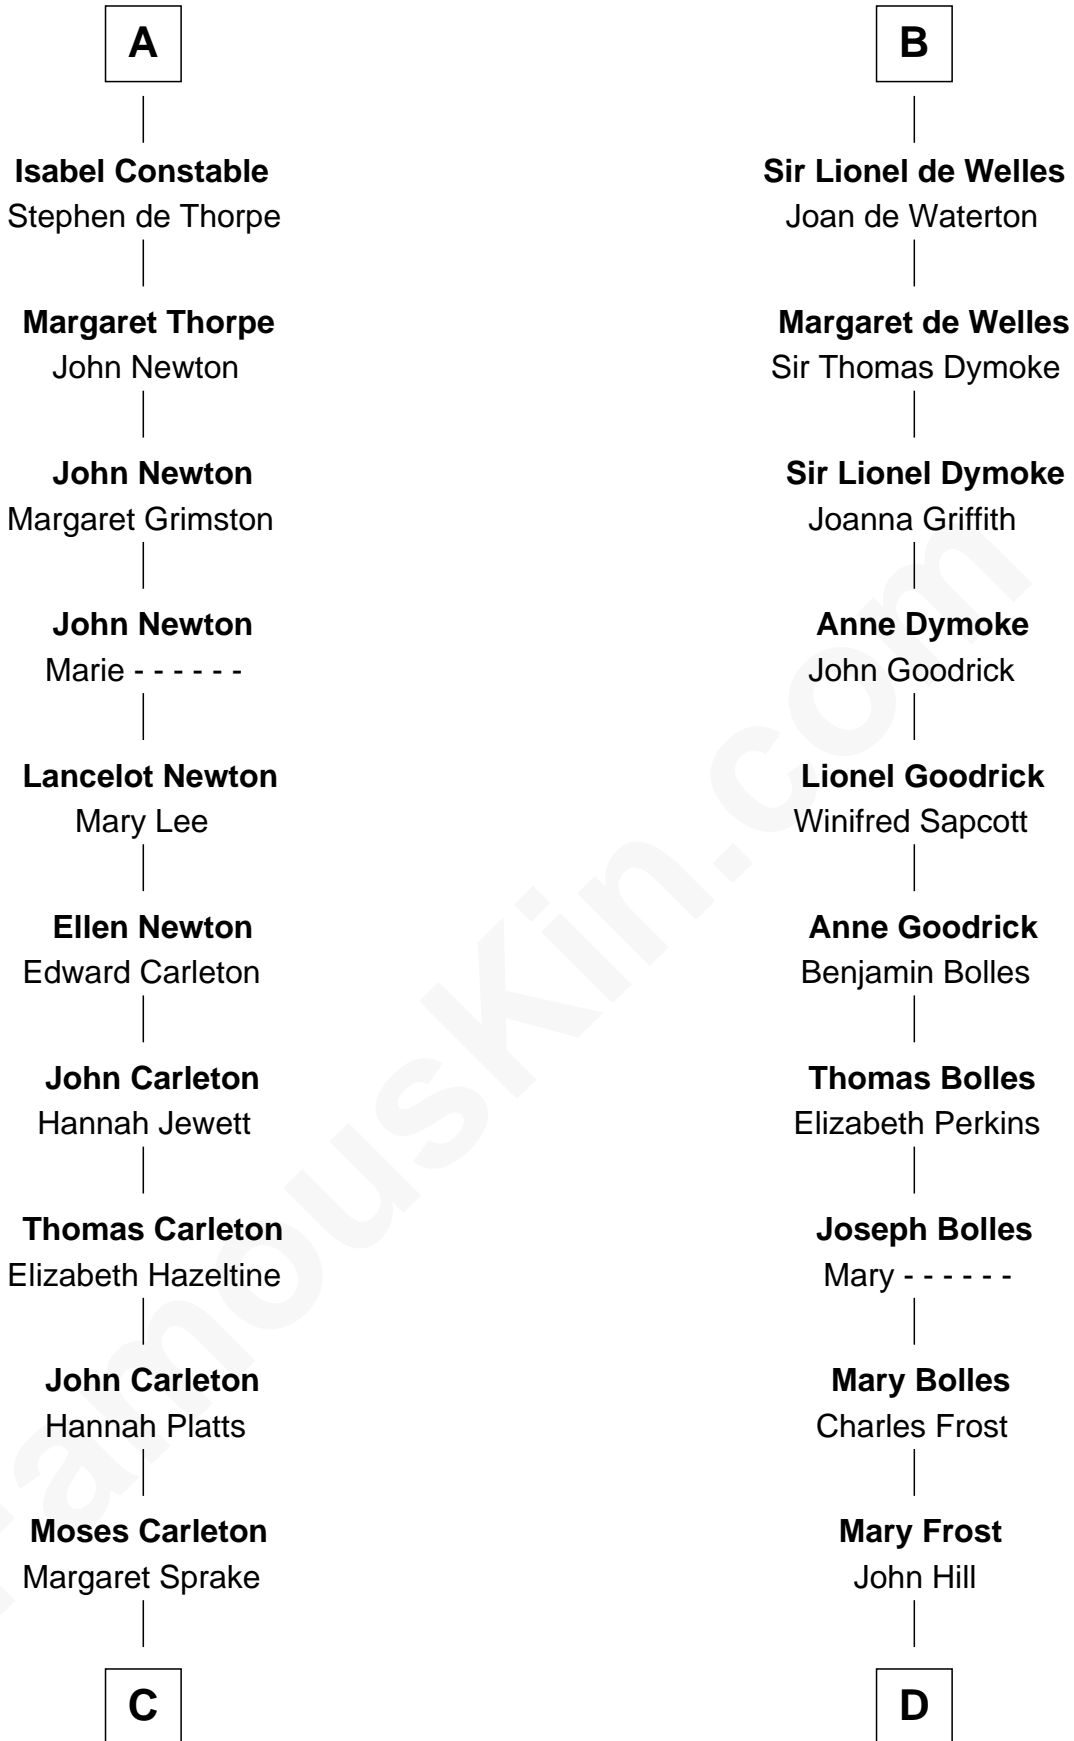 A
Isabel Constable
Stephen de Thorpe
Margaret Thorpe
John Newton
John Newton
Margaret Grimston
John Newton
Marie - - - - - -
Lancelot Newton
Mary Lee
Ellen Newton
Edward Carleton
John Carleton
Hannah Jewett
Thomas Carleton
Elizabeth Hazeltine
John Carleton
Hannah Platts
Moses Carleton
Margaret Sprake
C
B
Sir Lionel de Welles
Joan de Waterton
Margaret de Welles
Sir Thomas Dymoke
Sir Lionel Dymoke
Joanna Griffith
Anne Dymoke
John Goodrick
Lionel Goodrick
Winifred Sapcott
Anne Goodrick
Benjamin Bolles
Thomas Bolles
Elizabeth Perkins
Joseph Bolles
Mary - - - - - -
Mary Bolles
Charles Frost
Mary Frost
John Hill
D
FamousKin.com